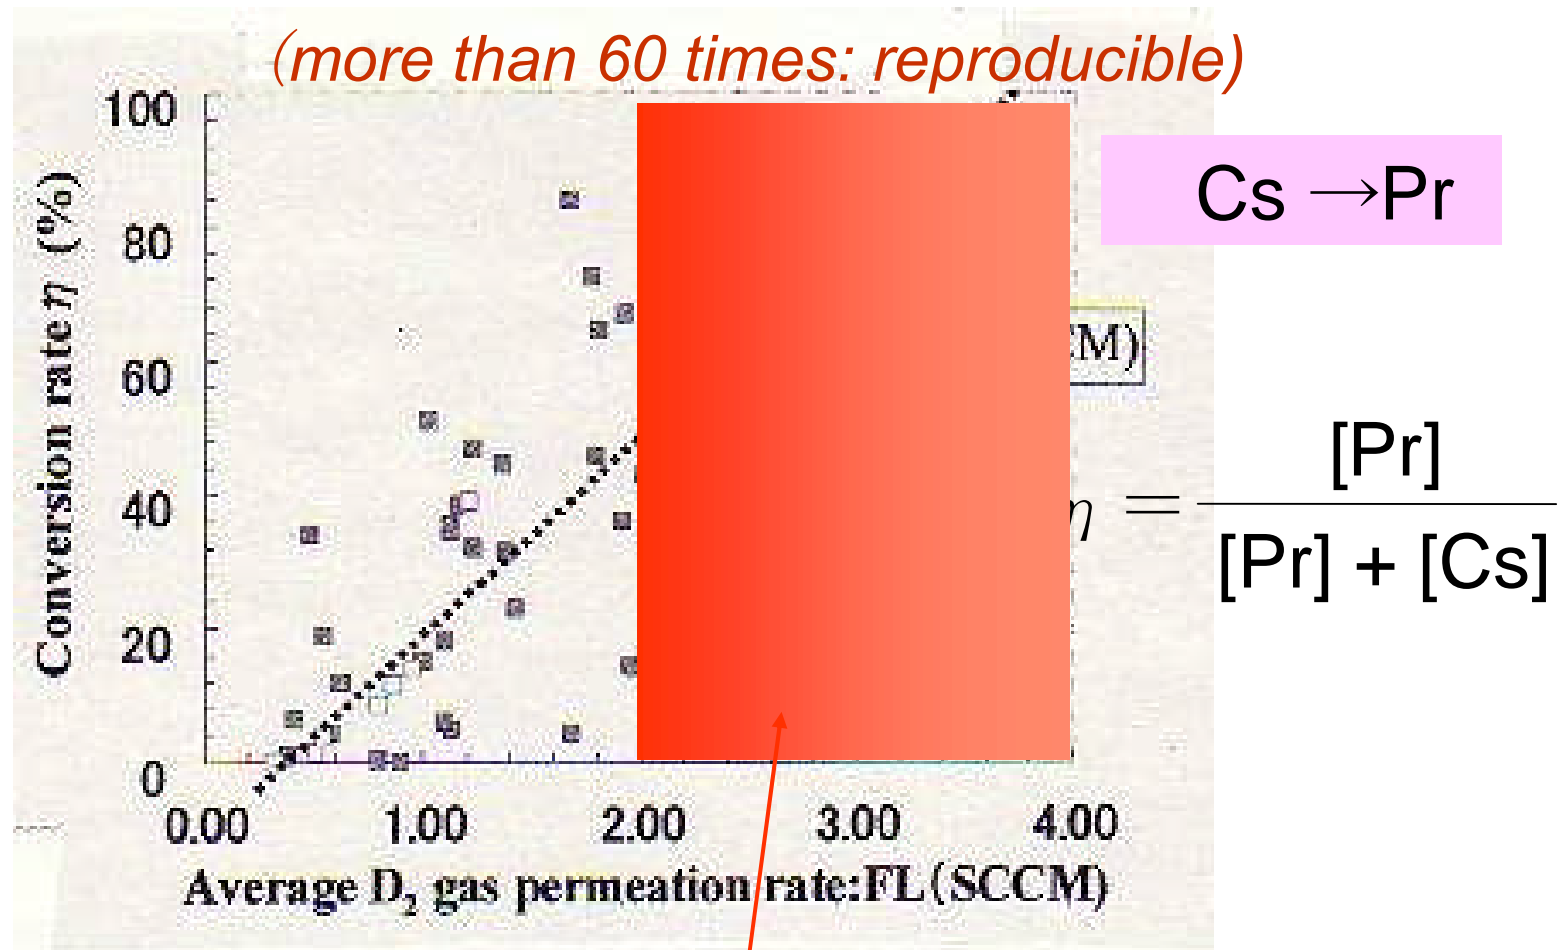 (more than 60 times: reproducible)
100
80
60
40
20
0
Conversion rate η (%)
0.00 1.00 2.00 3.00 4.00
Average D₂ gas permeation rate:FL(SCCM)
Cs →Pr
CM)
η = [Pr]
[Pr] + [Cs]